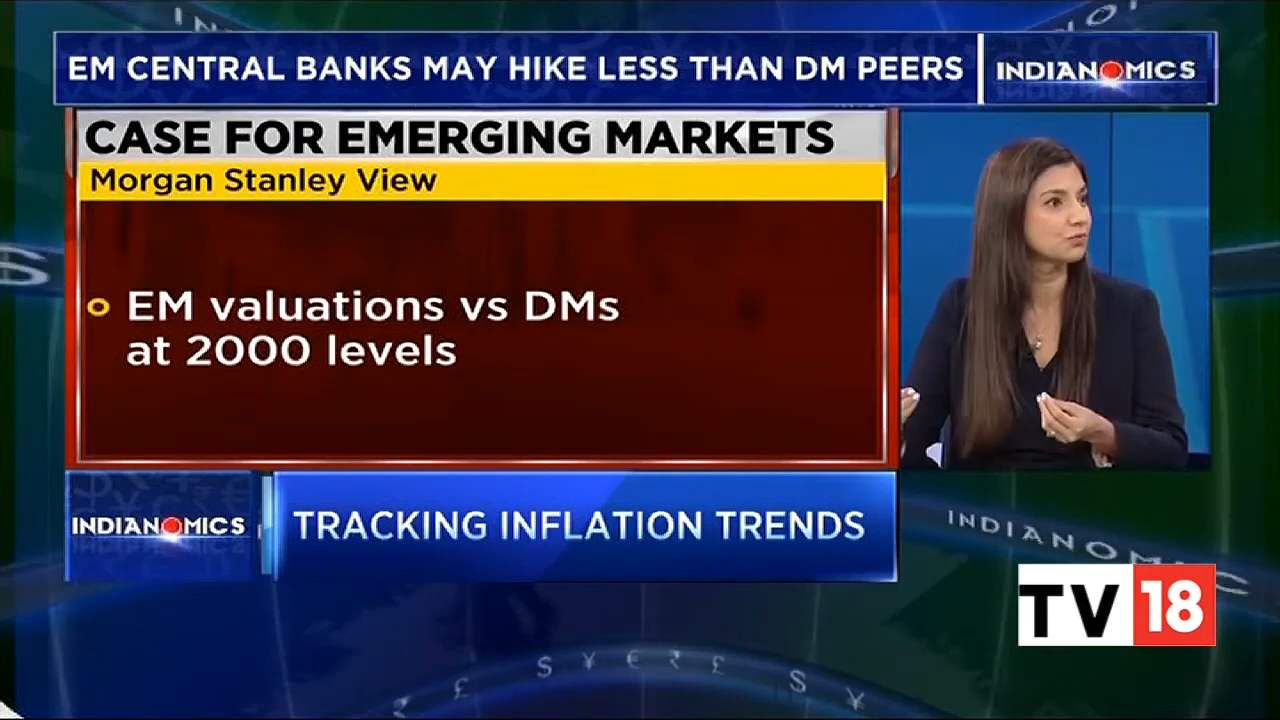 EM CENTRAL BANKS MAY HIKE LESS THAN DM PEERS
INDIANOMICS
CASE FOR EMERGING MARKETS
Morgan Stanley View
EM valuations vs DMs
at 2000 levels
INDIANOMICS
TRACKING INFLATION TRENDS
INDIANOMIC
TV18
S ¥ € ₹ £ S ¥
₹ £